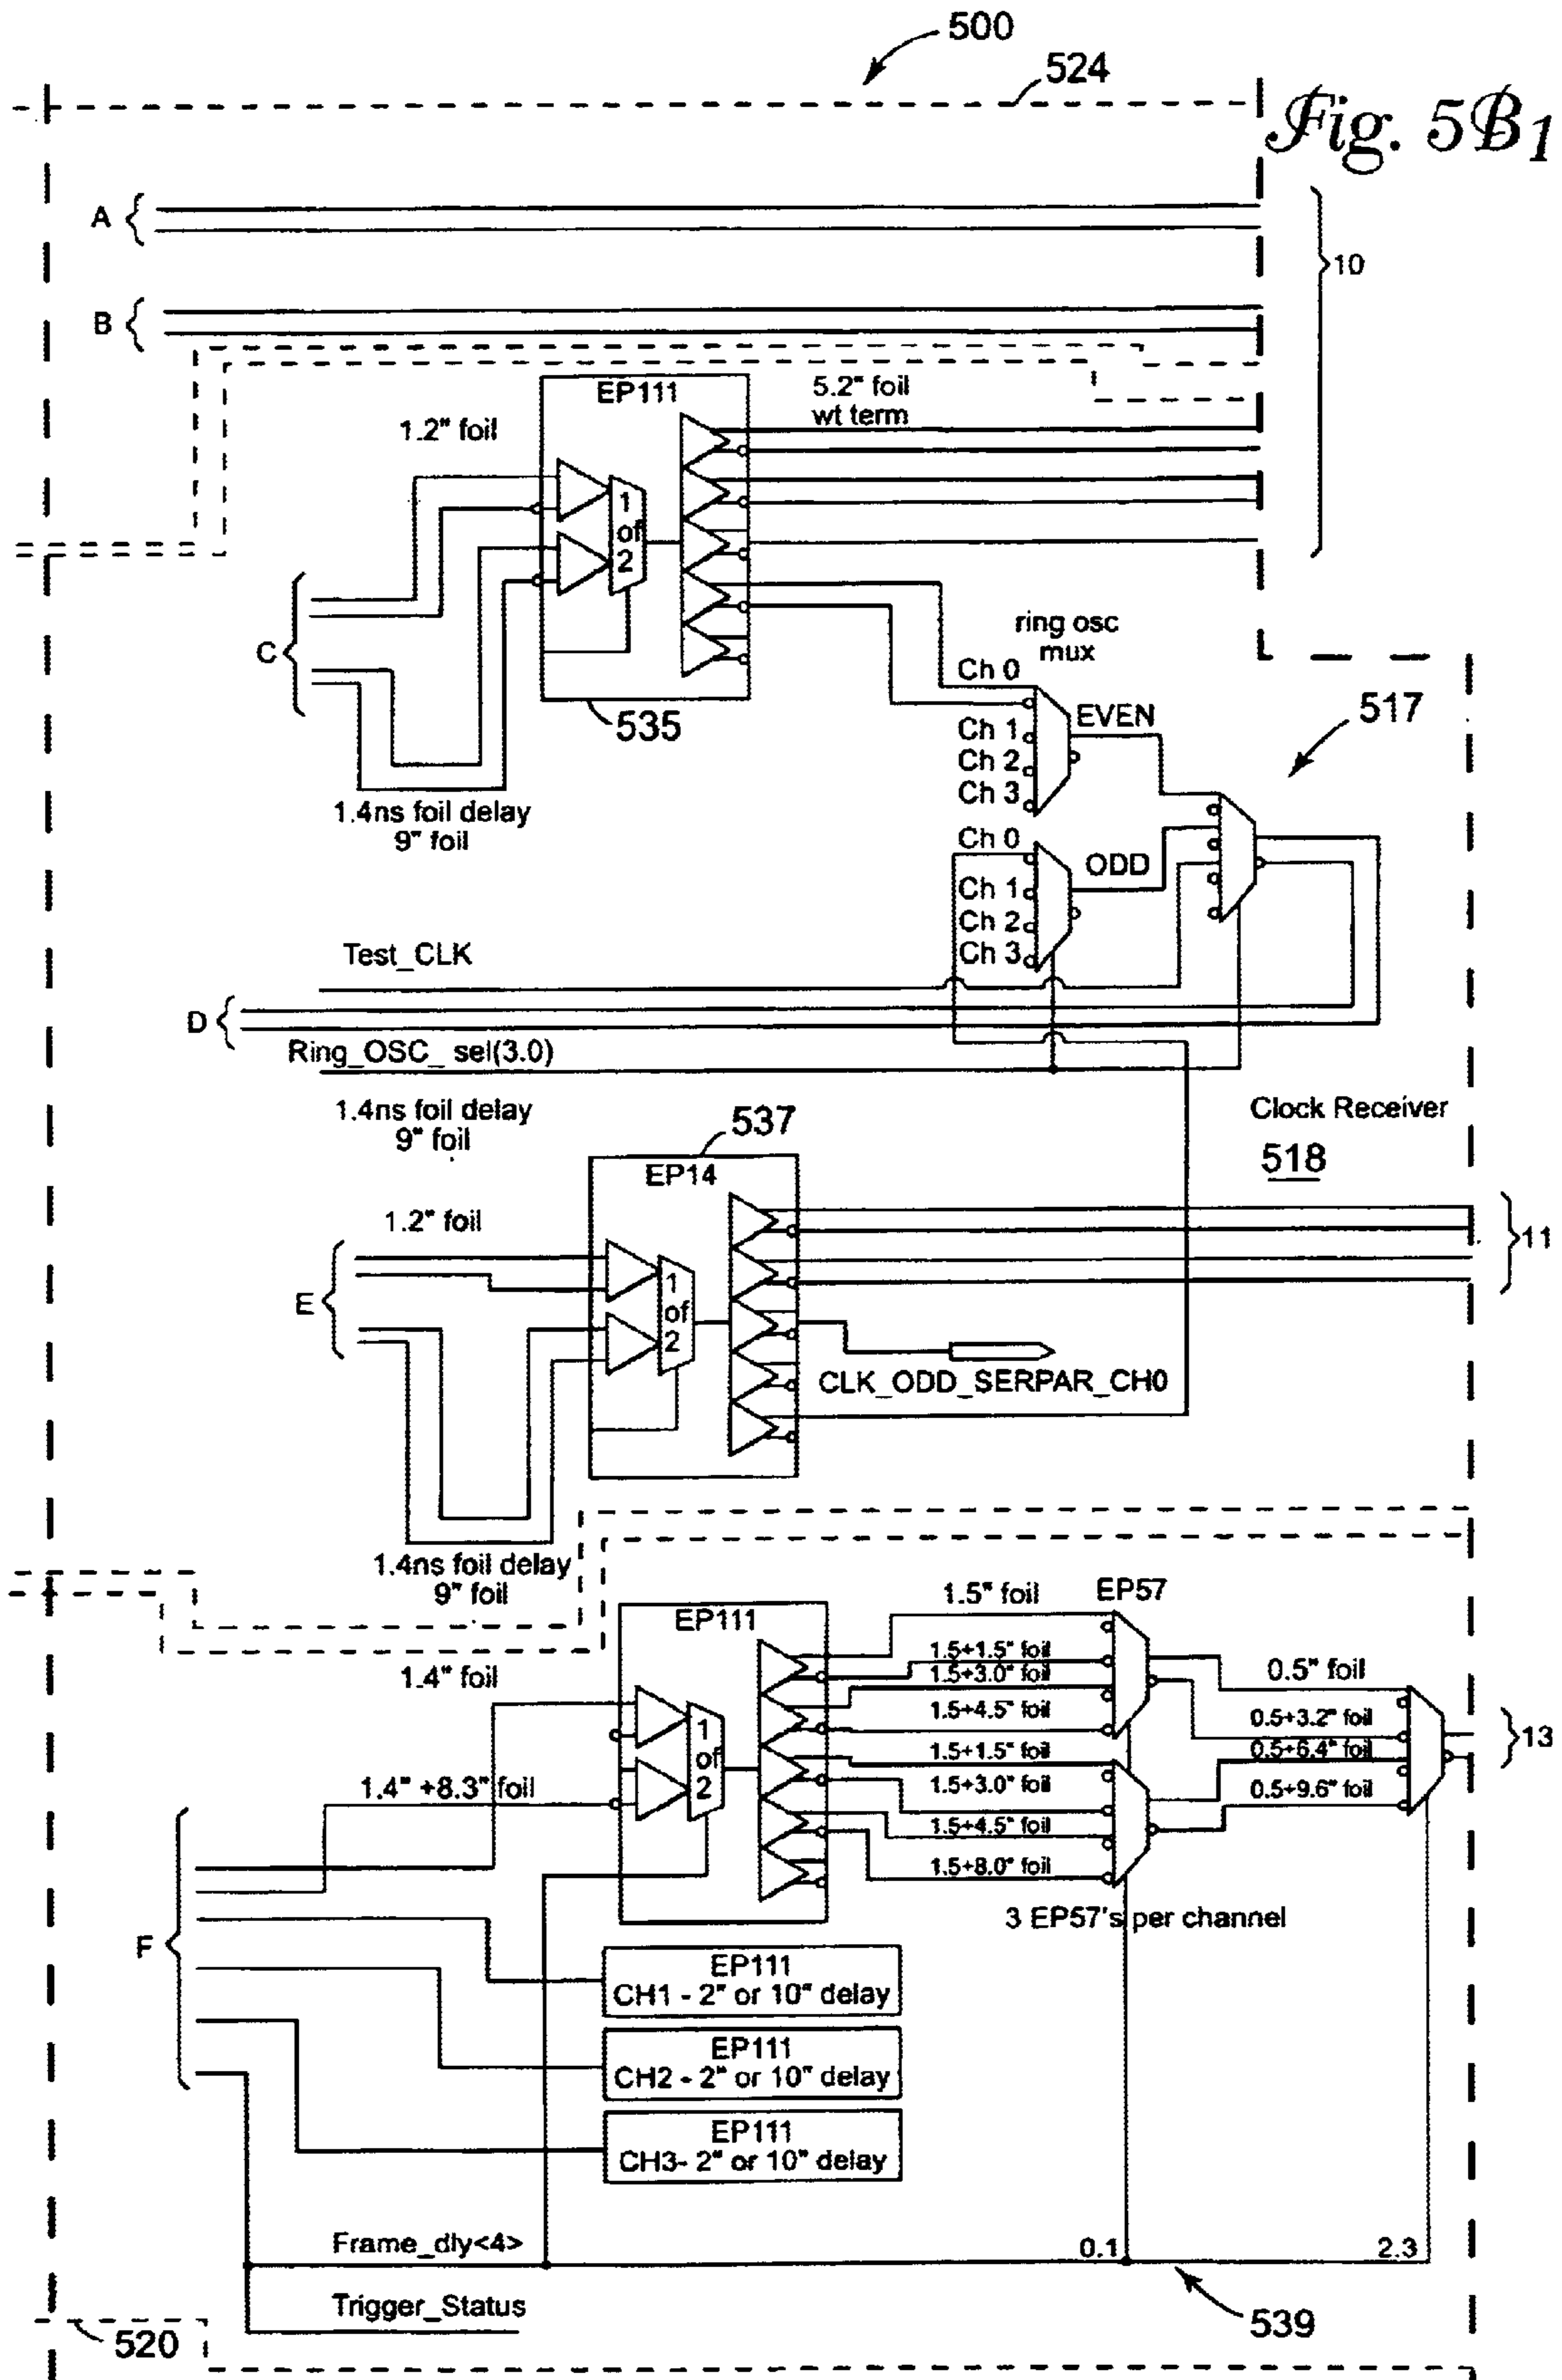 500
524
Fig. 5B1
A
10
B
EP111
5.2" foil
wt term
1.2" foil
1
of
2
C
535
ring osc
mux
Ch 0
EVEN
Ch 1
Ch 2
Ch 3
517
1.4ns foil delay
9" foil
Ch 0
ODD
Ch 1
Ch 2
Ch 3
Test_CLK
D
Ring_OSC_ sel(3.0)
1.4ns foil delay
9" foil
537
Clock Receiver
518
EP14
1.2" foil
11
E
1
of
2
CLK_ODD_SERPAR_CH0
1.4ns foil delay
9" foil
EP111
1.5" foil
EP57
1.4" foil
1.5+1.5" foil
1.5+3.0" foil
0.5" foil
1.5+4.5" foil
0.5+3.2" foil
13
1
of
2
1.5+1.5" foil
0.5+6.4" foil
1.4" +8.3" foil
1.5+3.0" foil
0.5+9.6" foil
1.5+4.5" foil
1.5+8.0" foil
3 EP57's per channel
F
EP111
CH1 - 2" or 10" delay
EP111
CH2 - 2" or 10" delay
EP111
CH3- 2" or 10" delay
Frame_dly<4>
0.1
2.3
Trigger_Status
520
539